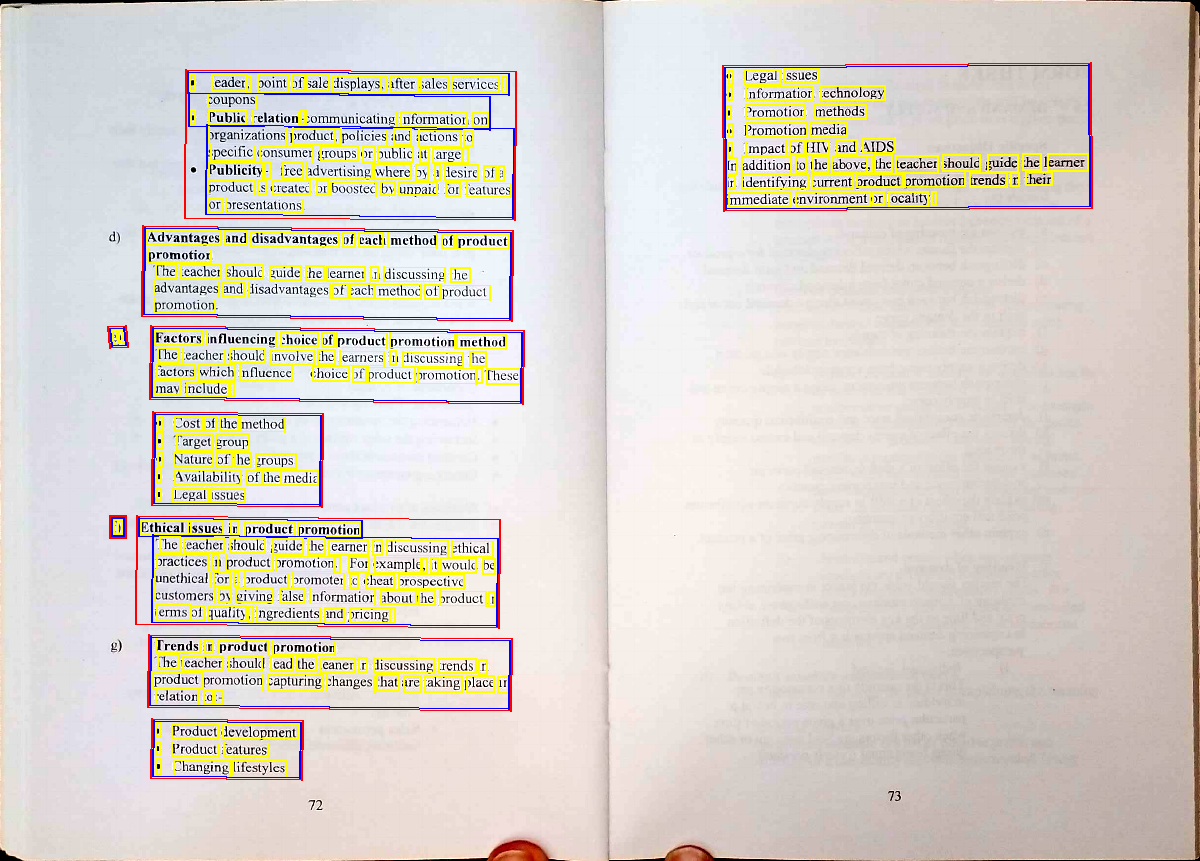 leader, point of sale displays, after sales services
coupons
• Public relation-communicating information on
organizations product, policies and actions to
specific consumer groups or public at large
• Publicity- free advertising where by a desire of a
product is created or boosted by unpaid for features
or presentations
d) Advantages and disadvantages of each method of product
promotion
The teacher should guide the learner in discussing the
advantages and disadvantages of each method of product
promotion.
e) Factors influencing choice of product promotion method
The teacher should involve the learners in discussing the
factors which influence choice of product promotion. These
may include
• Cost of the method
• Target group
• Nature of the groups
• Availability of the media
• Legal issues
f) Ethical issues in product promotion
The teacher should guide the learner in discussing ethical
practices in product promotion. For example, it would be
unethical for a product promoter to cheat prospective
customers by giving false information about the product in
terms of quality, ingredients and pricing
g) Trends in product promotion
The teacher should lead the leaner in discussing trends in
product promotion capturing changes that are taking place in
relation to:-
• Product development
• Product features
• Changing lifestyles
72
• Legal issues
• Information technology
• Promotion methods
• Promotion media
• Impact of HIV and AIDS
In addition to the above, the teacher should guide the learner
in identifying current product promotion trends in their
immediate environment or locality
73